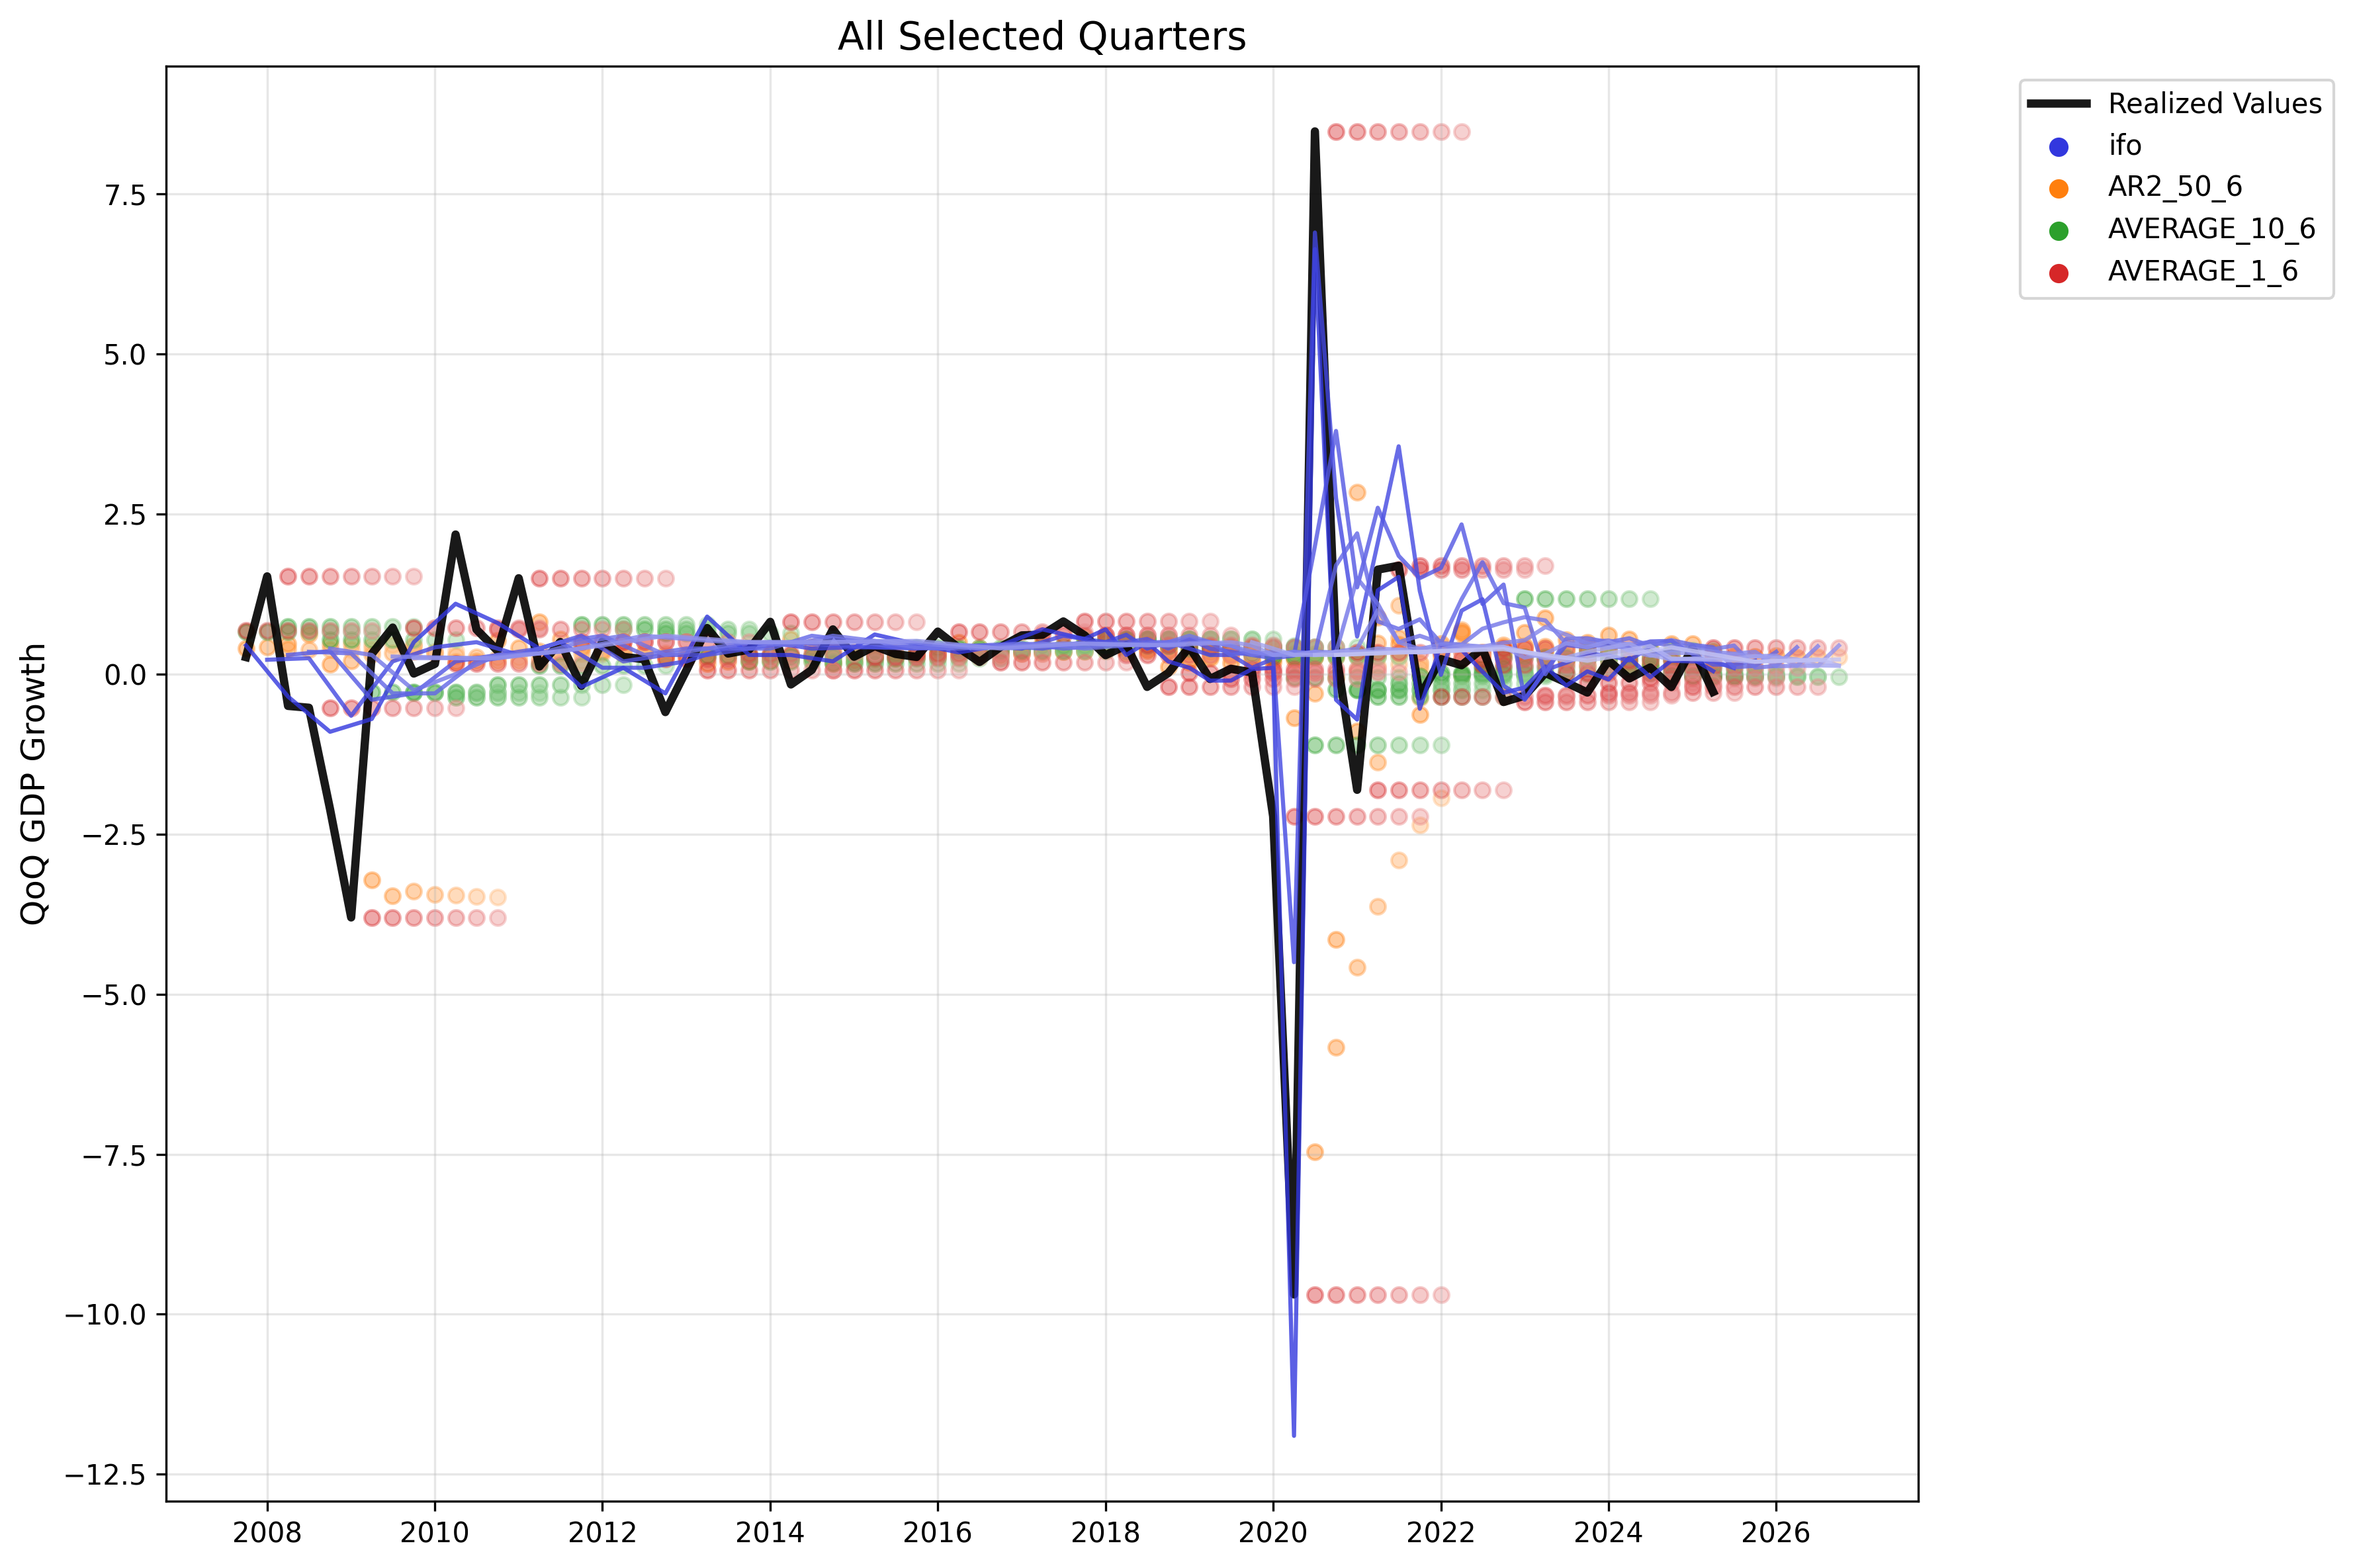 All Selected Quarters
Realized Values
ifo
AR2_50_6
AVERAGE_10_6
AVERAGE_1_6
QoQ GDP Growth
7.5
5.0
2.5
0.0
−2.5
−5.0
−7.5
−10.0
−12.5
2008 2010 2012 2014 2016 2018 2020 2022 2024 2026